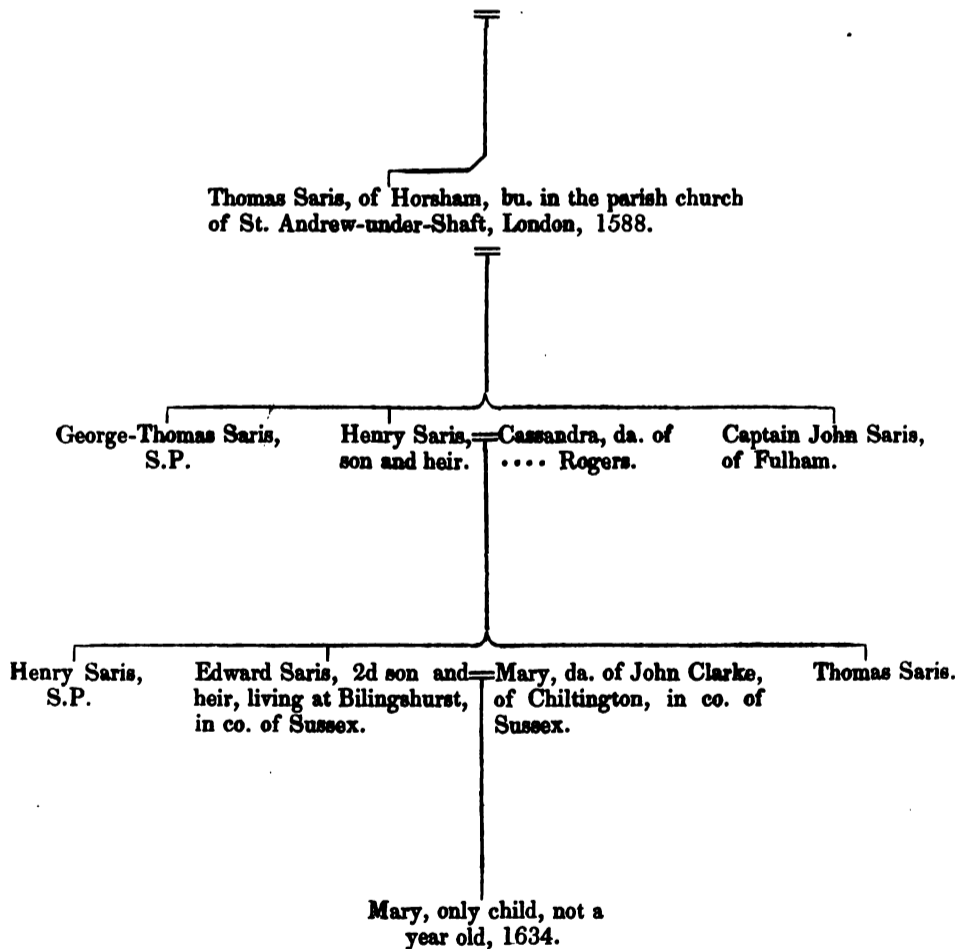 Thomas Saris, of Horsham, bu. in the parish church
of St. Andrew-under-Shaft, London, 1588.
George-Thomas Saris,
S.P.
Henry Saris,
son and heir.
Cassandra, da. of
···· Rogers.
Captain John Saris,
of Fulham.
Henry Saris,
S.P.
Edward Saris, 2d son and
heir, living at Bilingshurst,
in co. of Sussex.
Mary, da. of John Clarke,
of Chiltington, in co. of
Sussex.
Thomas Saris.
Mary, only child, not a
year old, 1634.